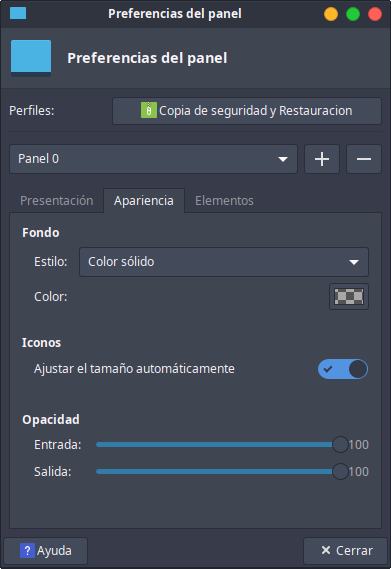 Preferencias del panel
Preferencias del panel
Perfiles:
Copia de seguridad y Restauracion
Panel 0
Presentación Apariencia Elementos
Fondo
Estilo: Color sólido
Color:
Iconos
Ajustar el tamaño automáticamente
Opacidad
Entrada: 100
Salida: 100
? Ayuda
Cerrar